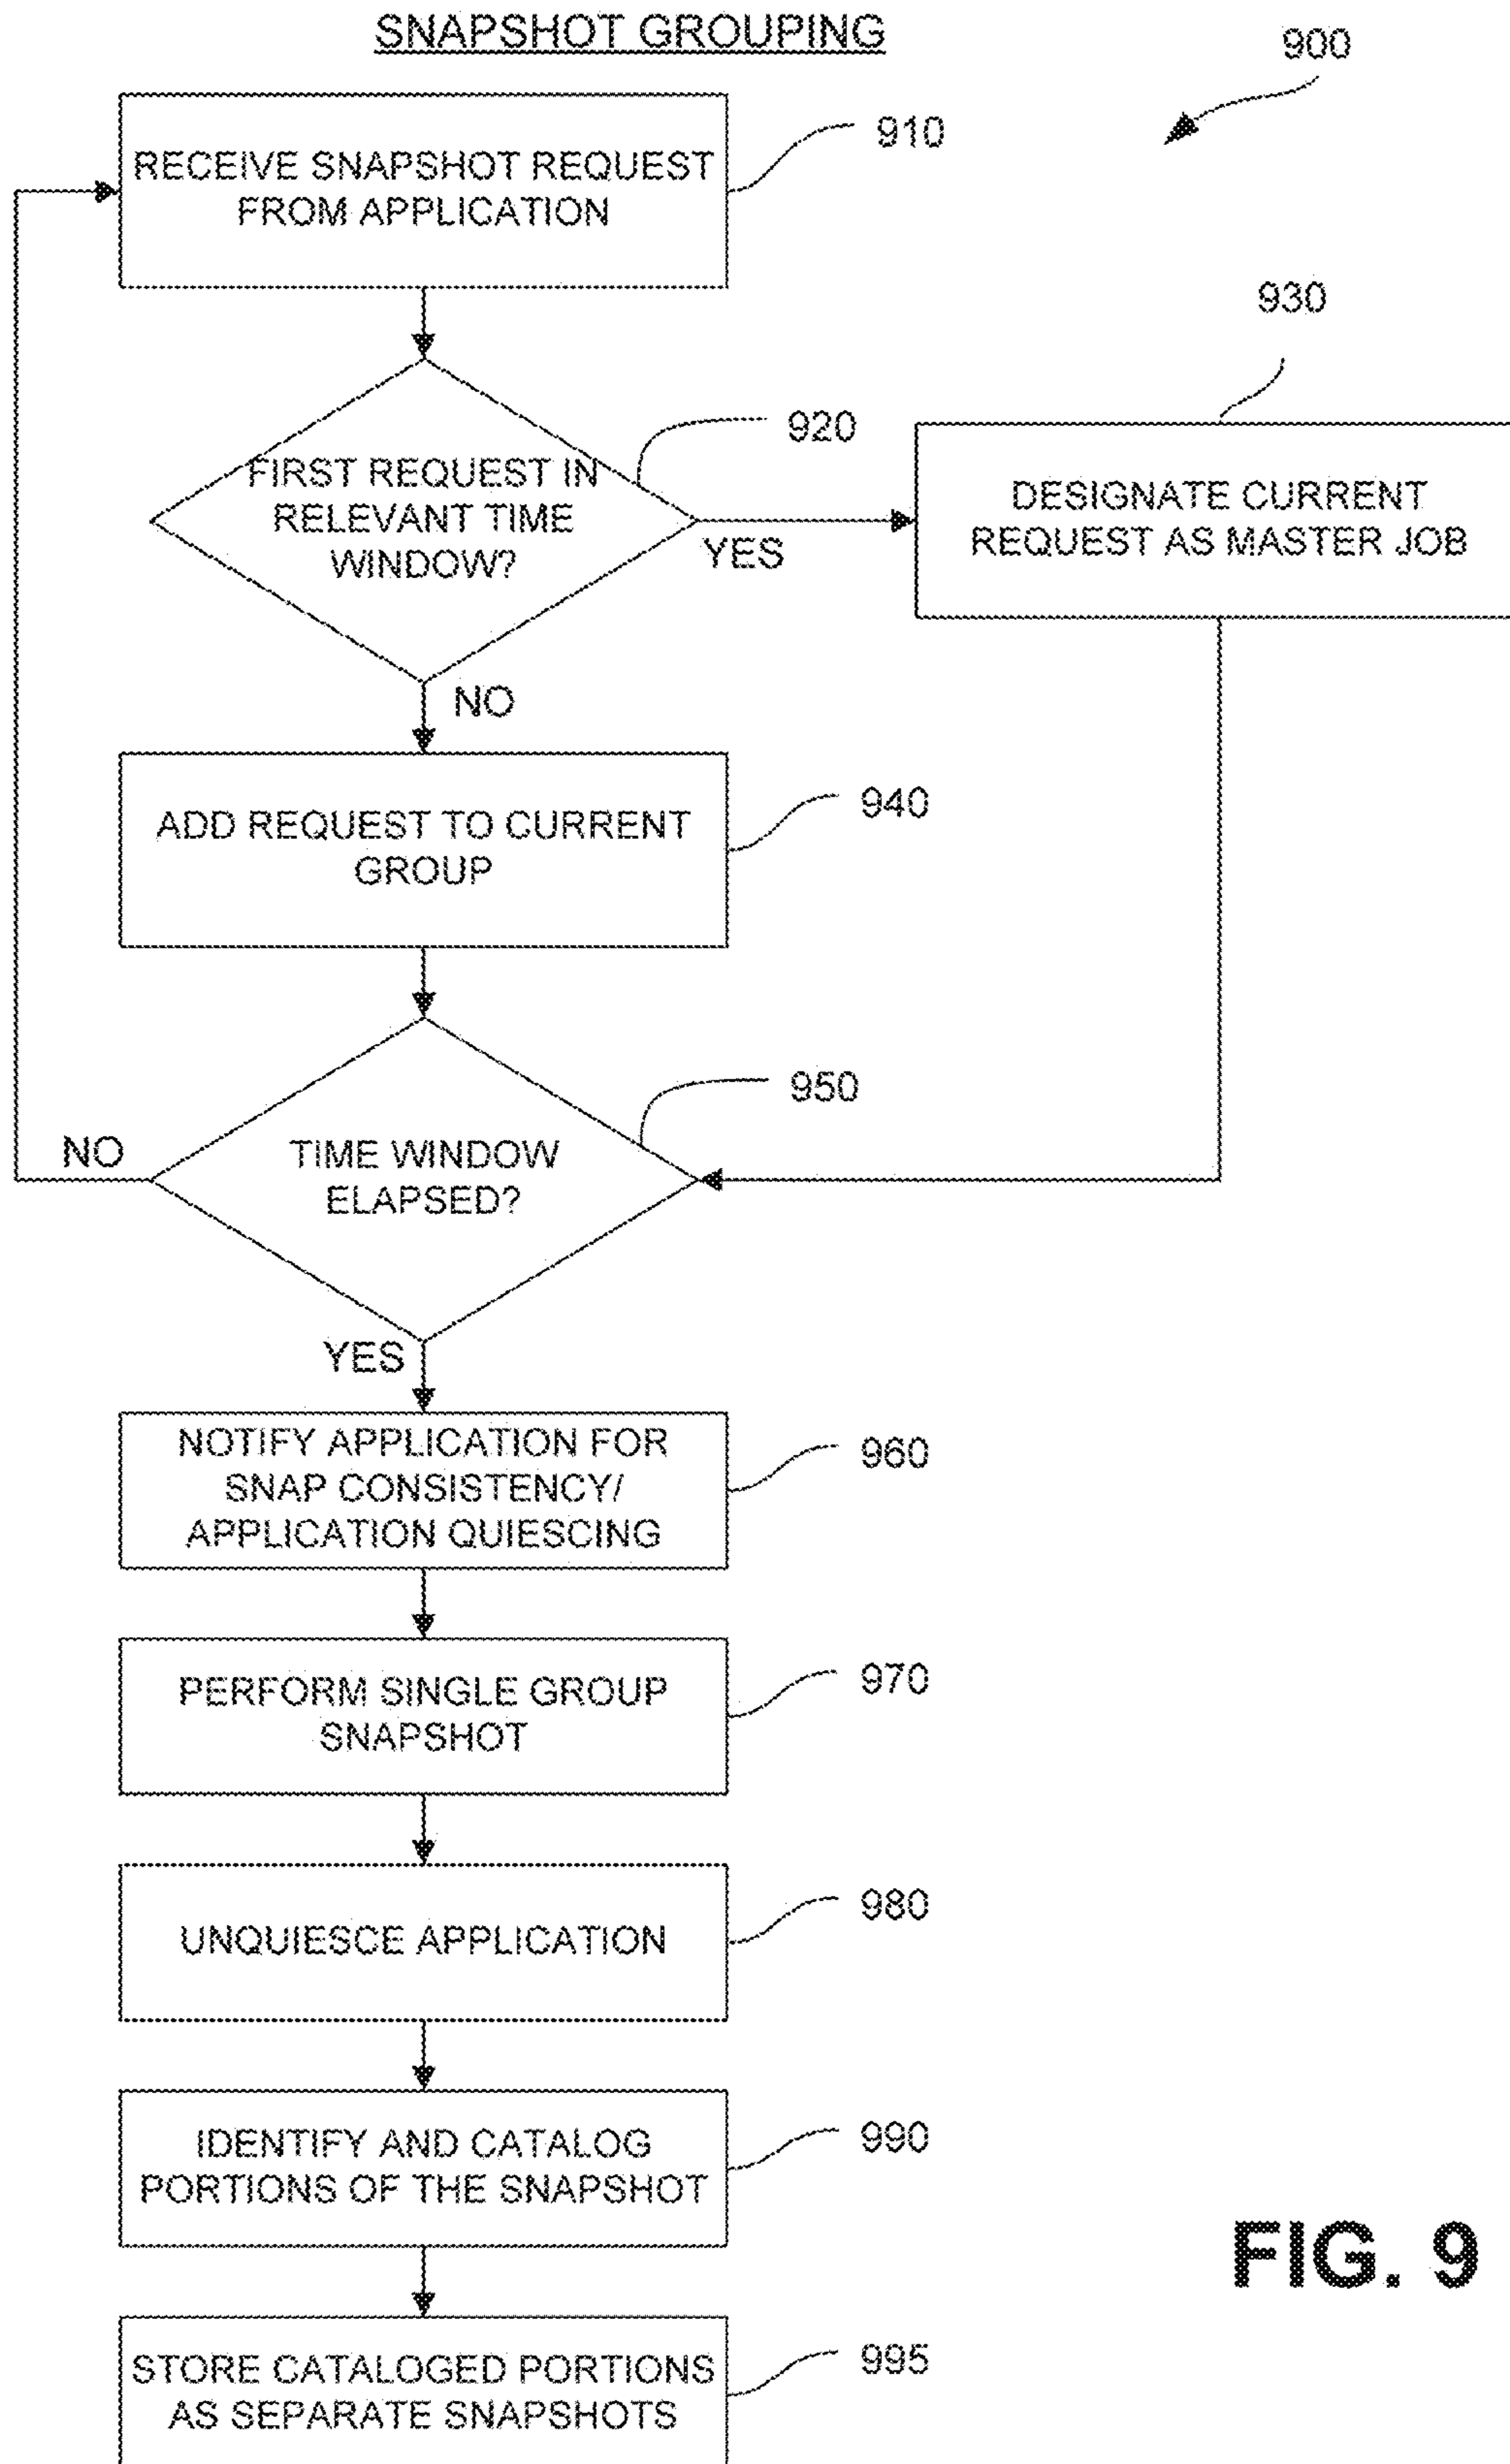 SNAPSHOT GROUPING
900
RECEIVE SNAPSHOT REQUEST
FROM APPLICATION
910
FIRST REQUEST IN
RELEVANT TIME
WINDOW?
920
YES
930
DESIGNATE CURRENT
REQUEST AS MASTER JOB
NO
ADD REQUEST TO CURRENT
GROUP
940
TIME WINDOW
ELAPSED?
950
NO
YES
NOTIFY APPLICATION FOR
SNAP CONSISTENCY/
APPLICATION QUIESCING
960
PERFORM SINGLE GROUP
SNAPSHOT
970
UNQUIESCE APPLICATION
980
IDENTIFY AND CATALOG
PORTIONS OF THE SNAPSHOT
990
STORE CATALOGED PORTIONS
AS SEPARATE SNAPSHOTS
995
FIG. 9